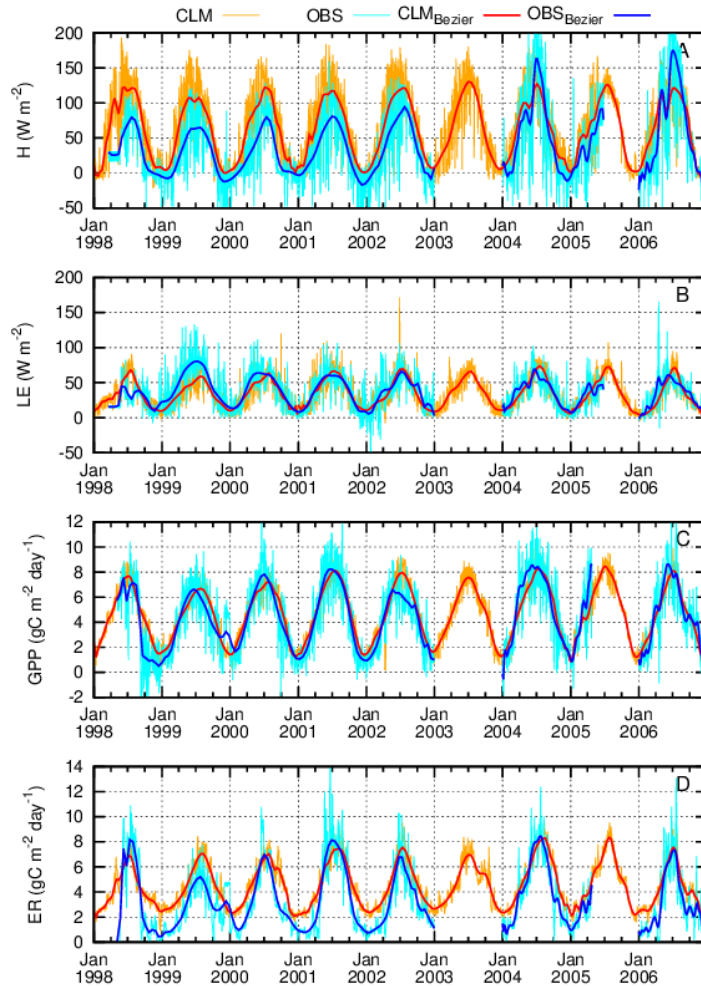 CLM OBS CLM_Bezier OBS_Bezier
200
150
100
50
0
-50
H (W m⁻²)
A
Jan 1998 Jan 1999 Jan 2000 Jan 2001 Jan 2002 Jan 2003 Jan 2004 Jan 2005 Jan 2006
200
150
100
50
0
-50
LE (W m⁻²)
B
Jan 1998 Jan 1999 Jan 2000 Jan 2001 Jan 2002 Jan 2003 Jan 2004 Jan 2005 Jan 2006
12
10
8
6
4
2
0
-2
GPP (gC m⁻² day⁻¹)
C
Jan 1998 Jan 1999 Jan 2000 Jan 2001 Jan 2002 Jan 2003 Jan 2004 Jan 2005 Jan 2006
14
12
10
8
6
4
2
0
ER (gC m⁻² day⁻¹)
D
Jan 1998 Jan 1999 Jan 2000 Jan 2001 Jan 2002 Jan 2003 Jan 2004 Jan 2005 Jan 2006